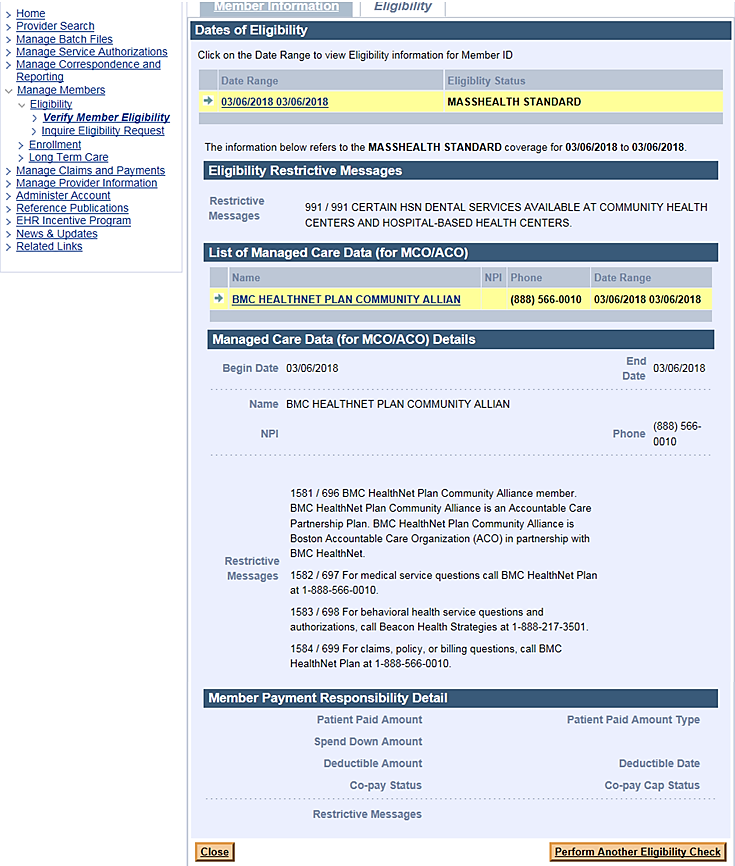 Home
Provider Search
Manage Batch Files
Manage Service Authorizations
Manage Correspondence and
Reporting
Manage Members
Eligibility
Verify Member Eligibility
Inquire Eligibility Request
Enrollment
Long Term Care
Manage Claims and Payments
Manage Provider Information
Administer Account
Reference Publications
EHR Incentive Program
News & Updates
Related Links
Member Information Eligibility
Dates of Eligibility
Click on the Date Range to view Eligibility information for Member ID
Date Range Eligiblity Status
03/06/2018 03/06/2018 MASSHEALTH STANDARD
The information below refers to the MASSHEALTH STANDARD coverage for 03/06/2018 to 03/06/2018.
Eligibility Restrictive Messages
Restrictive
Messages
991 / 991 CERTAIN HSN DENTAL SERVICES AVAILABLE AT COMMUNITY HEALTH
CENTERS AND HOSPITAL-BASED HEALTH CENTERS.
List of Managed Care Data (for MCO/ACO)
Name NPI Phone Date Range
BMC HEALTHNET PLAN COMMUNITY ALLIAN (888) 566-0010 03/06/2018 03/06/2018
Managed Care Data (for MCO/ACO) Details
Begin Date 03/06/2018 End
Date 03/06/2018
Name BMC HEALTHNET PLAN COMMUNITY ALLIAN
NPI Phone (888) 566-
0010
Restrictive
Messages
1581 / 696 BMC HealthNet Plan Community Alliance member.
BMC HealthNet Plan Community Alliance is an Accountable Care
Partnership Plan. BMC HealthNet Plan Community Alliance is
Boston Accountable Care Organization (ACO) in partnership with
BMC HealthNet.
1582 / 697 For medical service questions call BMC HealthNet Plan
at 1-888-566-0010.
1583 / 698 For behavioral health service questions and
authorizations, call Beacon Health Strategies at 1-888-217-3501.
1584 / 699 For claims, policy, or billing questions, call BMC
HealthNet Plan at 1-888-566-0010.
Member Payment Responsibility Detail
Patient Paid Amount Patient Paid Amount Type
Spend Down Amount
Deductible Amount Deductible Date
Co-pay Status Co-pay Cap Status
Restrictive Messages
Close Perform Another Eligibility Check